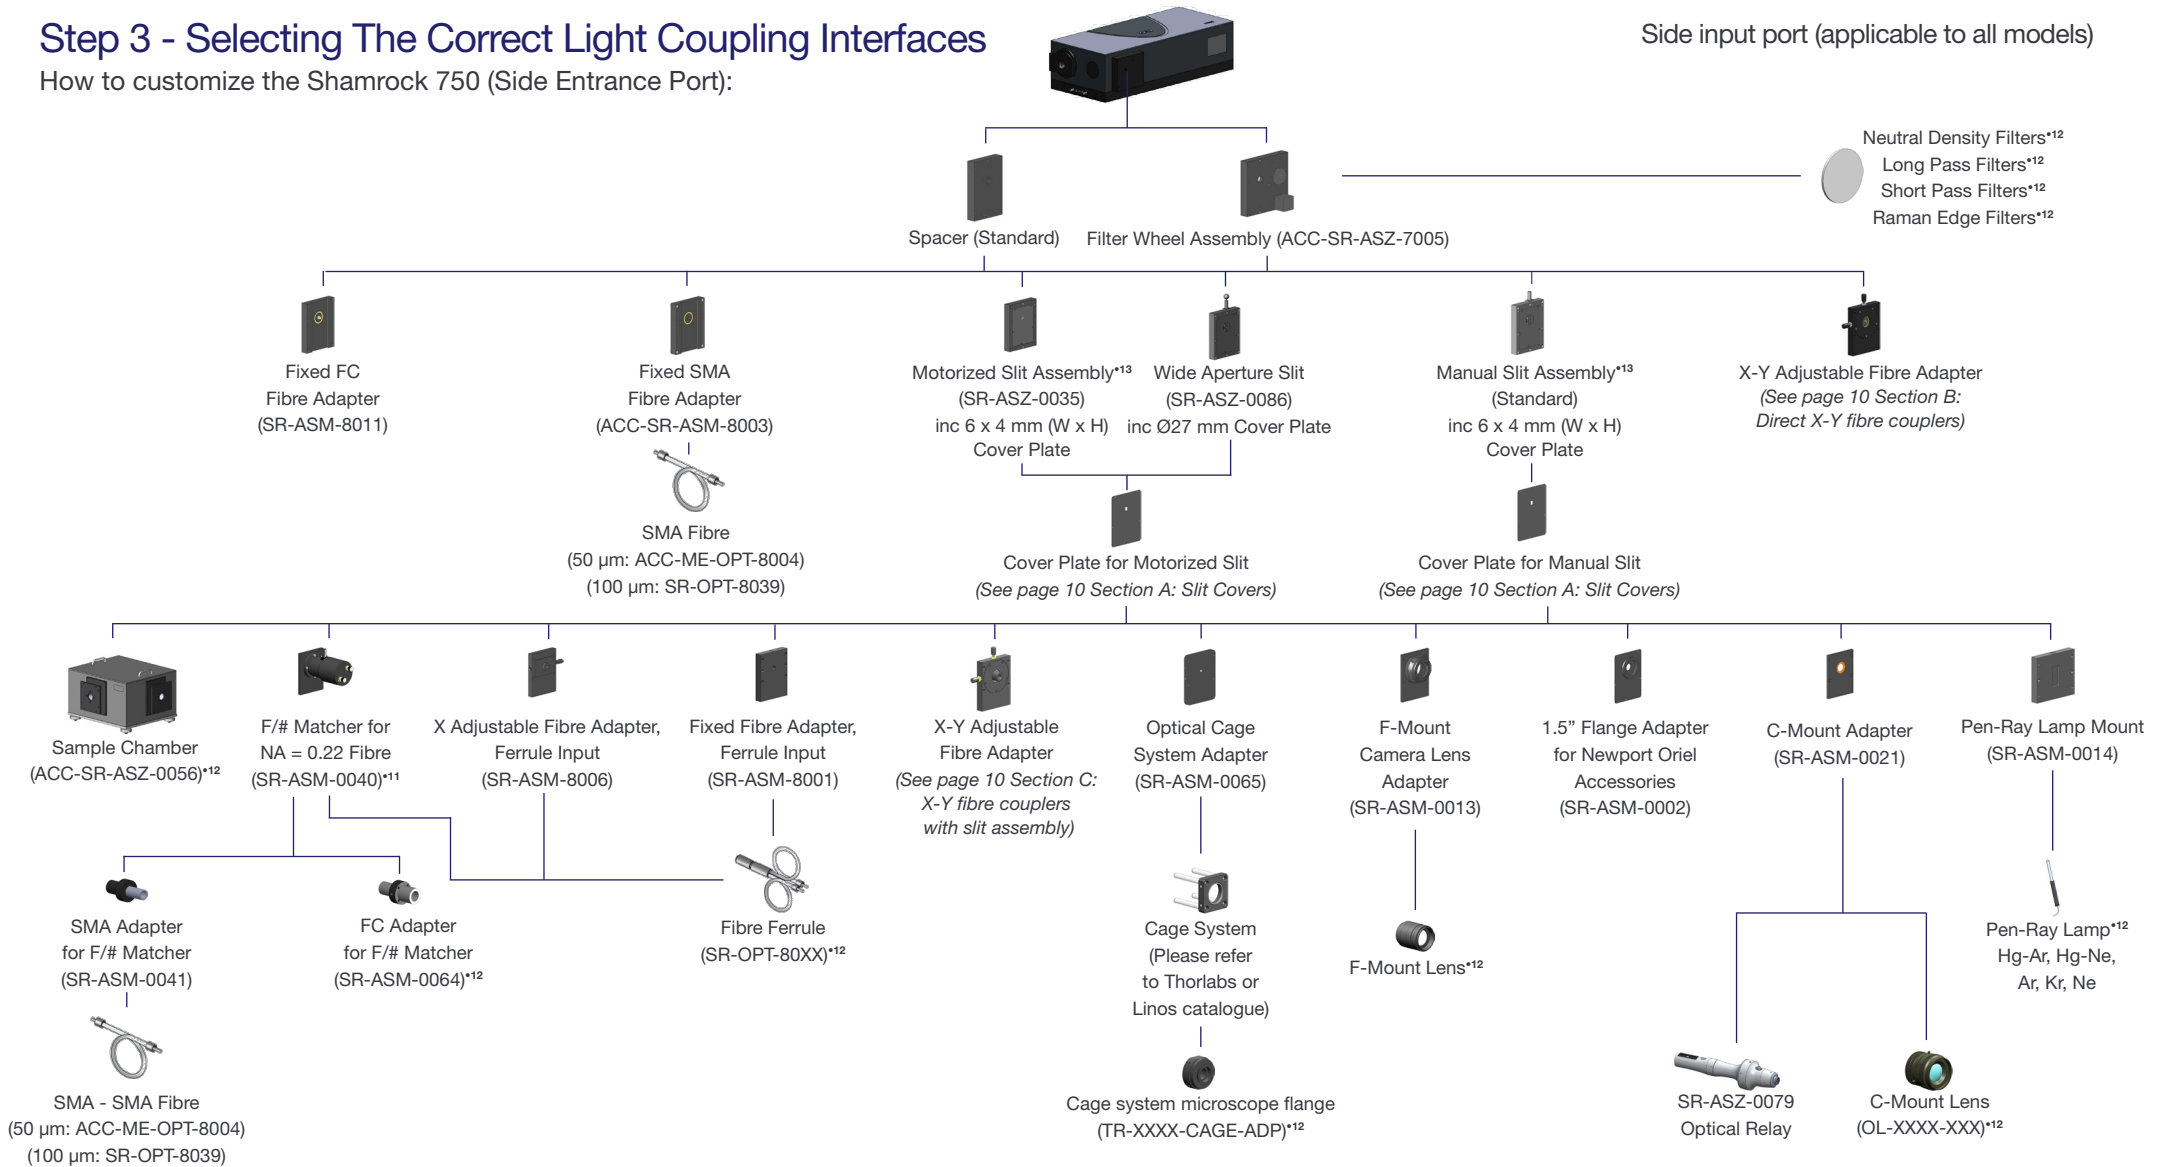 Step 3 - Selecting The Correct Light Coupling Interfaces
Side input port (applicable to all models)
How to customize the Shamrock 750 (Side Entrance Port):
Neutral Density Filters•12
Long Pass Filters•12
Short Pass Filters•12
Raman Edge Filters•12
Spacer (Standard)
Filter Wheel Assembly (ACC-SR-ASZ-7005)
Fixed FC
Fibre Adapter
(SR-ASM-8011)
Fixed SMA
Fibre Adapter
(ACC-SR-ASM-8003)
SMA Fibre
(50 µm: ACC-ME-OPT-8004)
(100 µm: SR-OPT-8039)
Motorized Slit Assembly•13
(SR-ASZ-0035)
inc 6 x 4 mm (W x H)
Cover Plate
Wide Aperture Slit
(SR-ASZ-0086)
inc Ø27 mm Cover Plate
Manual Slit Assembly•13
(Standard)
inc 6 x 4 mm (W x H)
Cover Plate
X-Y Adjustable Fibre Adapter
(See page 10 Section B:
Direct X-Y fibre couplers)
Cover Plate for Motorized Slit
(See page 10 Section A: Slit Covers)
Cover Plate for Manual Slit
(See page 10 Section A: Slit Covers)
Sample Chamber
(ACC-SR-ASZ-0056)•12
F/# Matcher for
NA = 0.22 Fibre
(SR-ASM-0040)•11
X Adjustable Fibre Adapter,
Ferrule Input
(SR-ASM-8006)
Fixed Fibre Adapter,
Ferrule Input
(SR-ASM-8001)
X-Y Adjustable
Fibre Adapter
(See page 10 Section C:
X-Y fibre couplers
with slit assembly)
Optical Cage
System Adapter
(SR-ASM-0065)
F-Mount
Camera Lens
Adapter
(SR-ASM-0013)
1.5” Flange Adapter
for Newport Oriel
Accessories
(SR-ASM-0002)
C-Mount Adapter
(SR-ASM-0021)
Pen-Ray Lamp Mount
(SR-ASM-0014)
SMA Adapter
for F/# Matcher
(SR-ASM-0041)
FC Adapter
for F/# Matcher
(SR-ASM-0064)•12
Fibre Ferrule
(SR-OPT-80XX)•12
Cage System
(Please refer
to Thorlabs or
Linos catalogue)
F-Mount Lens•12
Pen-Ray Lamp•12
Hg-Ar, Hg-Ne,
Ar, Kr, Ne
SMA - SMA Fibre
(50 µm: ACC-ME-OPT-8004)
(100 µm: SR-OPT-8039)
Cage system microscope flange
(TR-XXXX-CAGE-ADP)•12
SR-ASZ-0079
Optical Relay
C-Mount Lens
(OL-XXXX-XXX)•12